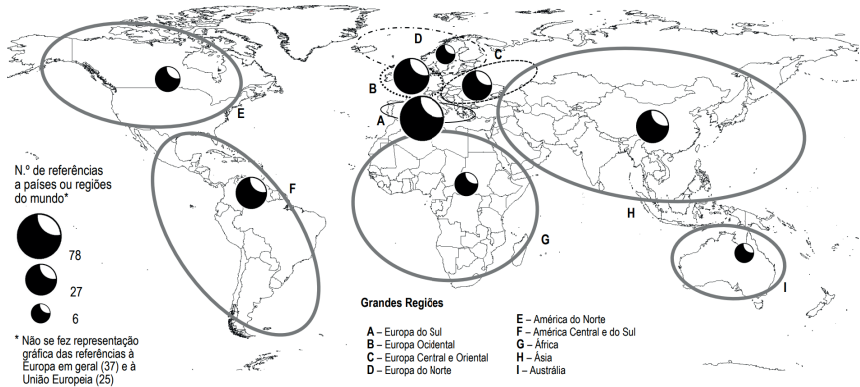 D
C
B
A
E
F
G
H
I
N.º de referências
a países ou regiões
do mundo*
78
27
6
* Não se fez representação
gráfica das referências à
Europa em geral (37) e à
União Europeia (25)
Grandes Regiões
A – Europa do Sul
B – Europa Ocidental
C – Europa Central e Oriental
D – Europa do Norte
E – América do Norte
F – América Central e do Sul
G – África
H – Ásia
I – Austrália